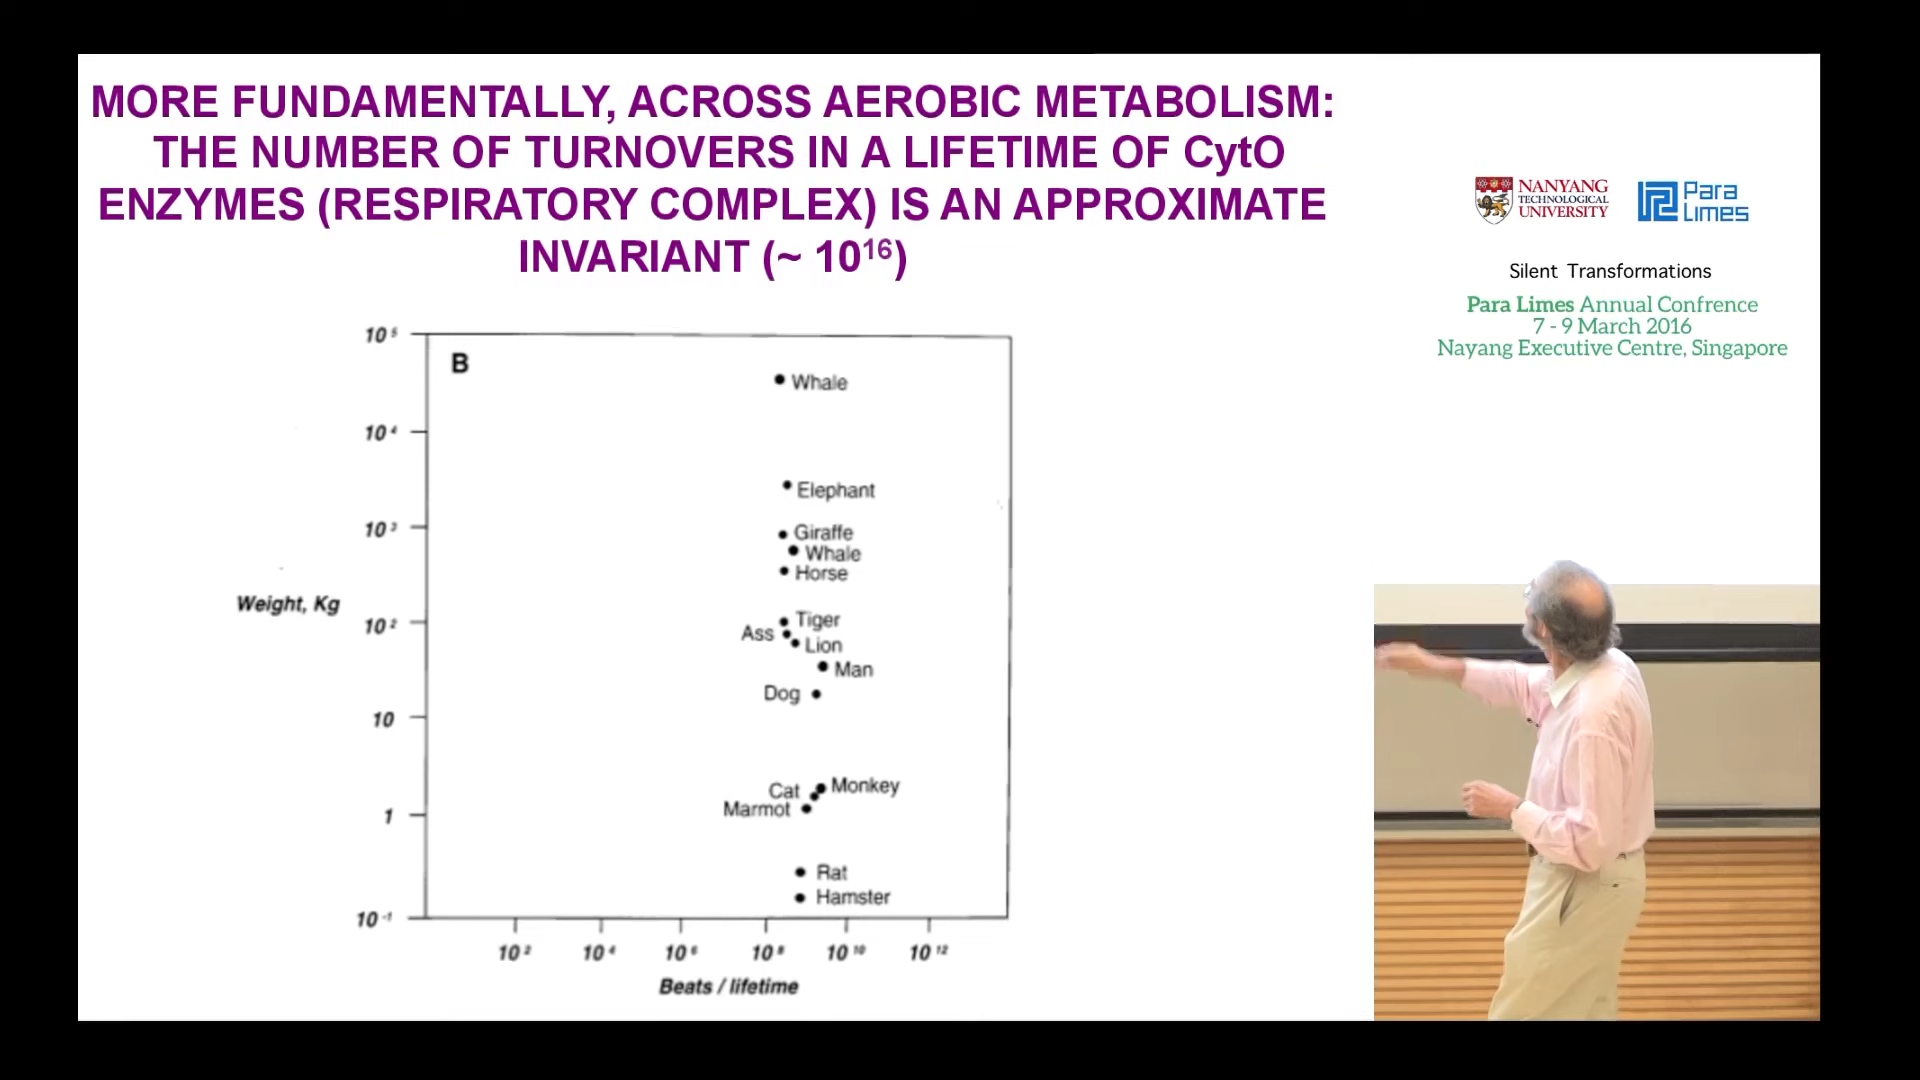 MORE FUNDAMENTALLY, ACROSS AEROBIC METABOLISM:
THE NUMBER OF TURNOVERS IN A LIFETIME OF CytO
ENZYMES (RESPIRATORY COMPLEX) IS AN APPROXIMATE
INVARIANT (~ 10¹⁶)
NANYANG
TECHNOLOGICAL
UNIVERSITY
Para
Limes
Silent Transformations
Para Limes Annual Confrence
7 - 9 March 2016
Nayang Executive Centre, Singapore
B
10⁵
10⁴
10³
10²
10
1
10⁻¹
Weight, Kg
Whale
Elephant
Giraffe
Whale
Horse
Tiger
Ass
Lion
Man
Dog
Monkey
Cat
Marmot
Rat
Hamster
10² 10⁴ 10⁶ 10⁸ 10¹⁰ 10¹²
Beats / lifetime